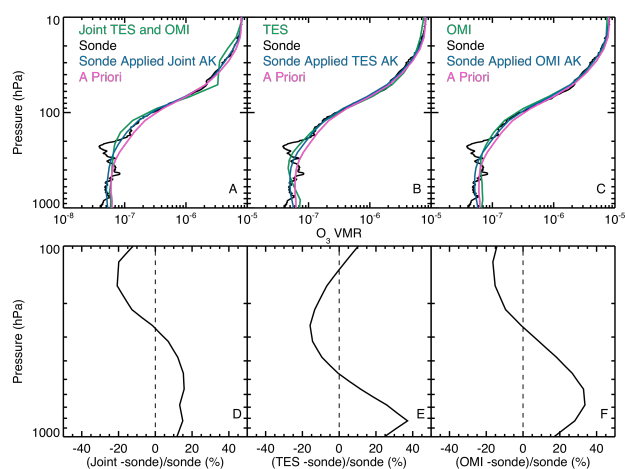 10
Joint TES and OMI
Sonde
Sonde Applied Joint AK
A Priori
TES
Sonde
Sonde Applied TES AK
A Priori
OMI
Sonde
Sonde Applied OMI AK
A Priori
Pressure (hPa)
100
A
B
C
1000
10-8
10-7
10-6
10-5
10-7
10-6
10-5
10-7
10-6
10-5
O3 VMR
100
Pressure (hPa)
D
E
F
1000
-40 -20 0 20 40
-40 -20 0 20 40
-40 -20 0 20 40
(Joint -sonde)/sonde (%)
(TES -sonde)/sonde (%)
(OMI -sonde)/sonde (%)